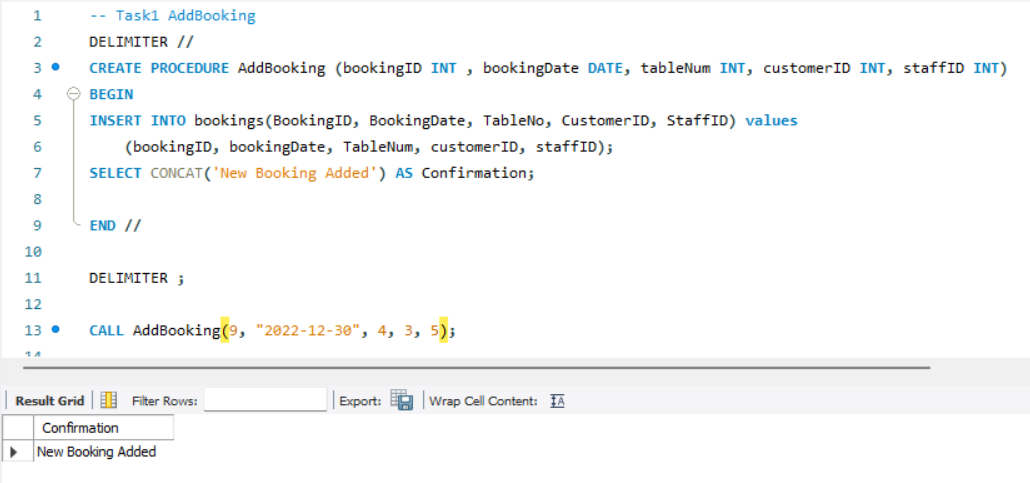 1 -- Task1 AddBooking
2 DELIMITER //
3 CREATE PROCEDURE AddBooking (bookingID INT , bookingDate DATE, tableNum INT, customerID INT, staffID INT)
4 BEGIN
5 INSERT INTO bookings(BookingID, BookingDate, TableNo, CustomerID, StaffID) values
6 (bookingID, bookingDate, TableNum, customerID, staffID);
7 SELECT CONCAT('New Booking Added') AS Confirmation;
8
9 END //
10
11 DELIMITER ;
12
13 CALL AddBooking(9, "2022-12-30", 4, 3, 5);
14
Result Grid Filter Rows: Export: Wrap Cell Content: IA
Confirmation
New Booking Added